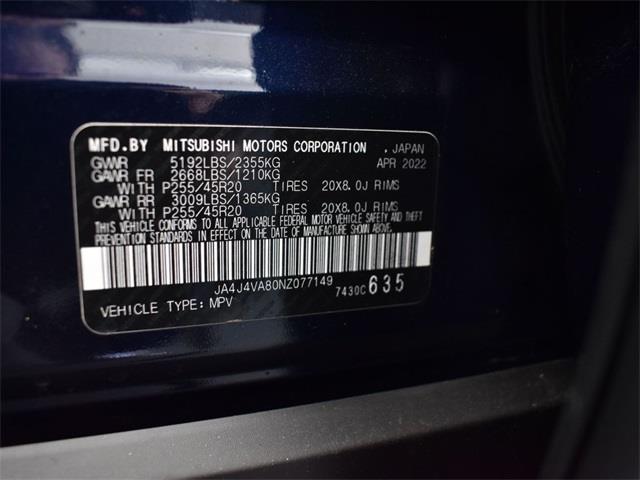 MFD.BY MITSUBISHI MOTORS CORPORATION , JAPAN
GVWR 5192LBS/2355KG APR 2022
GAWR FR 2668LBS/1210KG
WITH P255/45R20 TIRES 20X8.0J RIMS
GAWR RR 3009LBS/1365KG
WITH P255/45R20 TIRES 20X8.0J RIMS
THIS VEHICLE CONFORMS TO ALL APPLICABLE FEDERAL MOTOR VEHICLE SAFETY AND THEFT
PREVENTION STANDARDS IN EFFECT ON THE DATE OF MANUFACTURE SHOWN ABOVE.
JA4J4VA80NZ077149 7430C635
VEHICLE TYPE: MPV